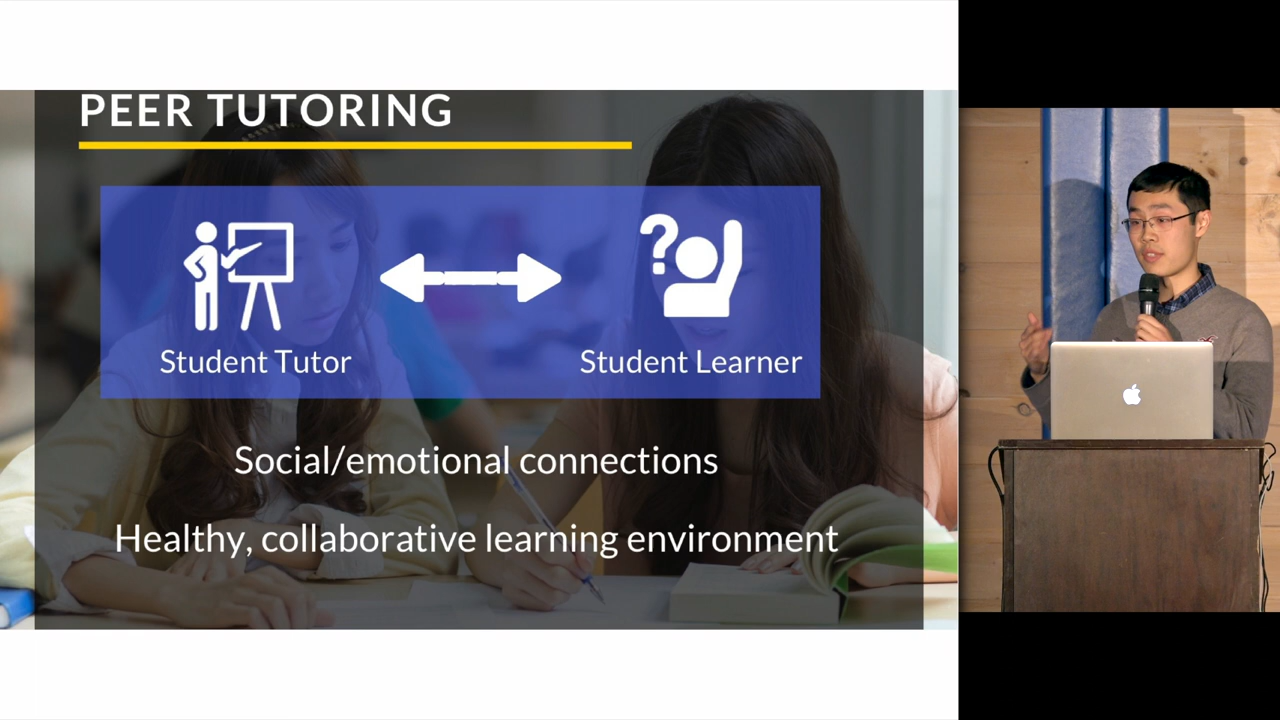 PEER TUTORING
Student Tutor
Student Learner
Social/emotional connections
Healthy, collaborative learning environment